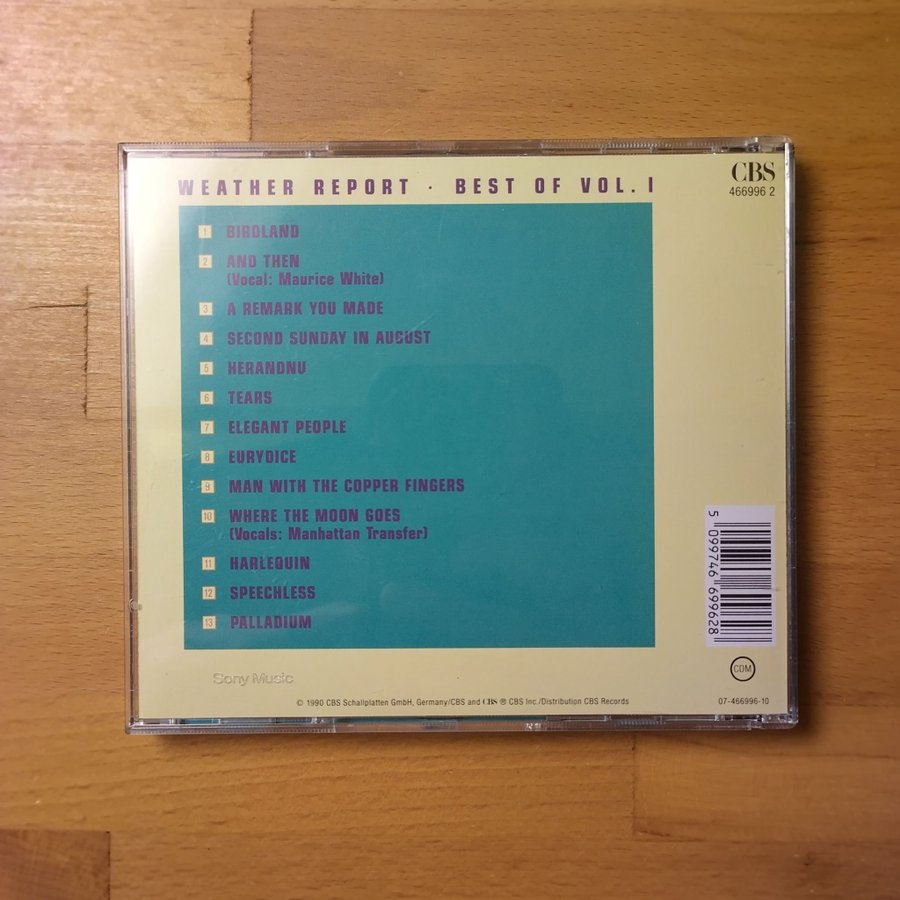 WEATHER REPORT · BEST OF VOL. I
CBS
466996 2
1 BIRDLAND
2 AND THEN
(Vocal: Maurice White)
3 A REMARK YOU MADE
4 SECOND SUNDAY IN AUGUST
5 HERANDNU
6 TEARS
7 ELEGANT PEOPLE
8 EURYDICE
9 MAN WITH THE COPPER FINGERS
10 WHERE THE MOON GOES
(Vocals: Manhattan Transfer)
11 HARLEQUIN
12 SPEECHLESS
13 PALLADIUM
5 099746 699628
CDM
Sony Music
© 1990 CBS Schallplatten GmbH, Germany/CBS and CBS ® CBS Inc./Distribution CBS Records
07-466996-10